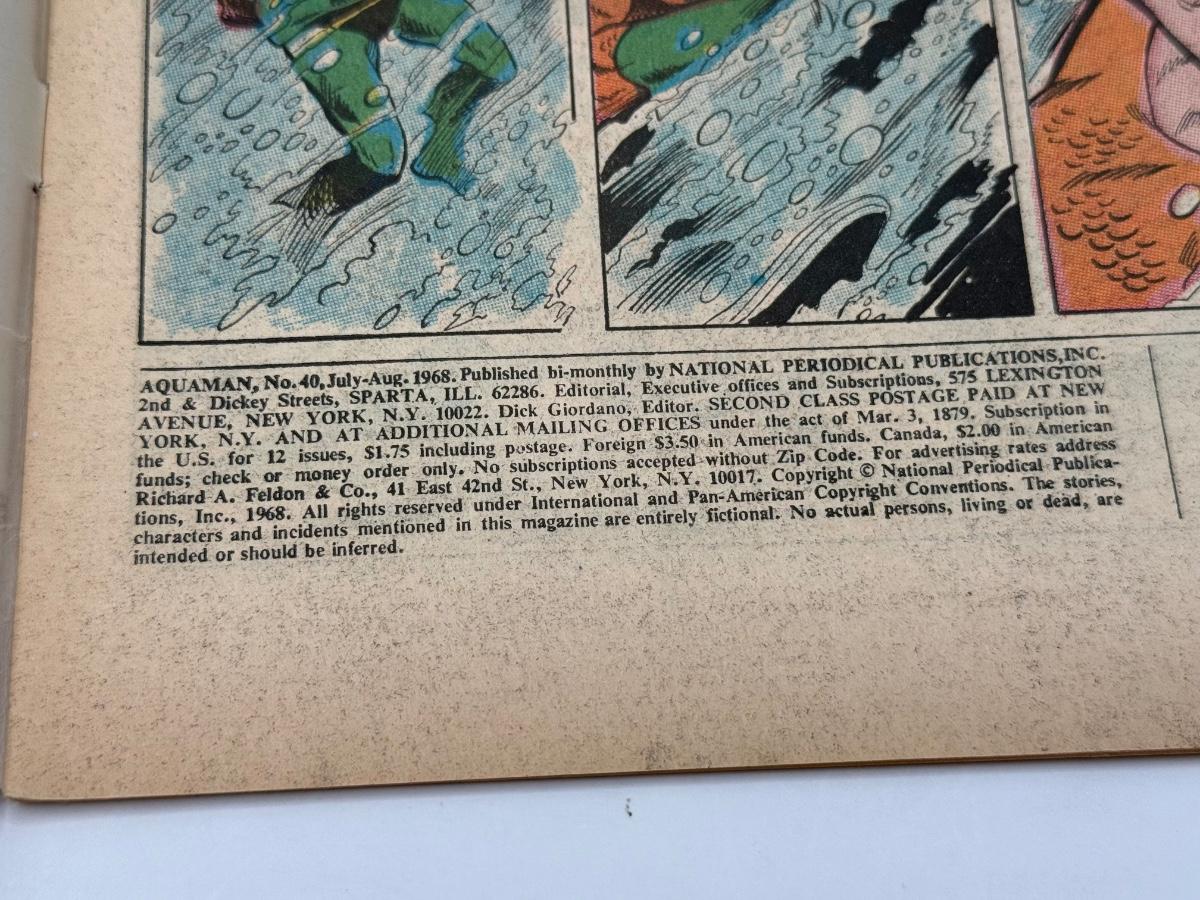 AQUAMAN, No. 40, July-Aug. 1968. Published bi-monthly by NATIONAL PERIODICAL PUBLICATIONS, INC.
2nd & Dickey Streets, SPARTA, ILL. 62286. Editorial, Executive offices and Subscriptions, 575 LEXINGTON
AVENUE, NEW YORK, N.Y. 10022. Dick Giordano, Editor. SECOND CLASS POSTAGE PAID AT NEW
YORK, N.Y. AND AT ADDITIONAL MAILING OFFICES under the act of Mar. 3, 1879. Subscription in
the U.S. for 12 issues, $1.75 including postage. Foreign $3.50 in American funds. Canada, $2.00 in American
funds; check or money order only. No subscriptions accepted without Zip Code. For advertising rates address
Richard A. Feldon & Co., 41 East 42nd St., New York, N.Y. 10017. Copyright © National Periodical Publica-
tions, Inc., 1968. All rights reserved under International and Pan-American Copyright Conventions. The stories,
characters and incidents mentioned in this magazine are entirely fictional. No actual persons, living or dead, are
intended or should be inferred.